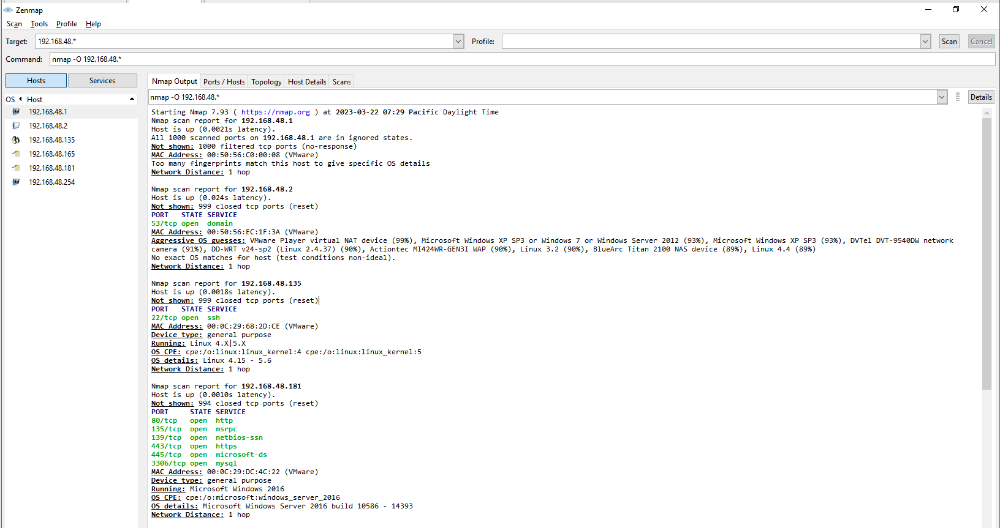 Zenmap
Scan Tools Profile Help
Target: 192.168.48.* Profile: Scan Cancel
Command: nmap -O 192.168.48.*
Hosts Services
Nmap Output Ports / Hosts Topology Host Details Scans
OS Host
nmap -O 192.168.48.* Details
192.168.48.1
192.168.48.2
192.168.48.135
192.168.48.165
192.168.48.181
192.168.48.254
Starting Nmap 7.93 ( https://nmap.org ) at 2023-03-22 07:29 Pacific Daylight Time
Nmap scan report for 192.168.48.1
Host is up (0.0021s latency).
All 1000 scanned ports on 192.168.48.1 are in ignored states.
Not shown: 1000 filtered tcp ports (no-response)
MAC Address: 00:50:56:C0:00:08 (VMware)
Too many fingerprints match this host to give specific OS details
Network Distance: 1 hop
Nmap scan report for 192.168.48.2
Host is up (0.024s latency).
Not shown: 999 closed tcp ports (reset)
PORT STATE SERVICE
53/tcp open domain
MAC Address: 00:50:56:EC:1F:3A (VMware)
Aggressive OS guesses: VMware Player virtual NAT device (99%), Microsoft Windows XP SP3 or Windows 7 or Windows Server 2012 (93%), Microsoft Windows XP SP3 (93%), DVTel DVT-9540DW network
camera (91%), DD-WRT v24-sp2 (Linux 2.4.37) (90%), Actiontec MI424WR-GEN3I WAP (90%), Linux 3.2 (90%), BlueArc Titan 2100 NAS device (89%), Linux 4.4 (89%)
No exact OS matches for host (test conditions non-ideal).
Network Distance: 1 hop
Nmap scan report for 192.168.48.135
Host is up (0.0018s latency).
Not shown: 999 closed tcp ports (reset)
PORT STATE SERVICE
22/tcp open ssh
MAC Address: 00:0C:29:68:2D:CE (VMware)
Device type: general purpose
Running: Linux 4.X|5.X
OS CPE: cpe:/o:linux:linux_kernel:4 cpe:/o:linux:linux_kernel:5
OS details: Linux 4.15 - 5.6
Network Distance: 1 hop
Nmap scan report for 192.168.48.181
Host is up (0.0010s latency).
Not shown: 994 closed tcp ports (reset)
PORT STATE SERVICE
80/tcp open http
135/tcp open msrpc
139/tcp open netbios-ssn
443/tcp open https
445/tcp open microsoft-ds
3306/tcp open mysql
MAC Address: 00:0C:29:DC:4C:22 (VMware)
Device type: general purpose
Running: Microsoft Windows 2016
OS CPE: cpe:/o:microsoft:windows_server_2016
OS details: Microsoft Windows Server 2016 build 10586 - 14393
Network Distance: 1 hop